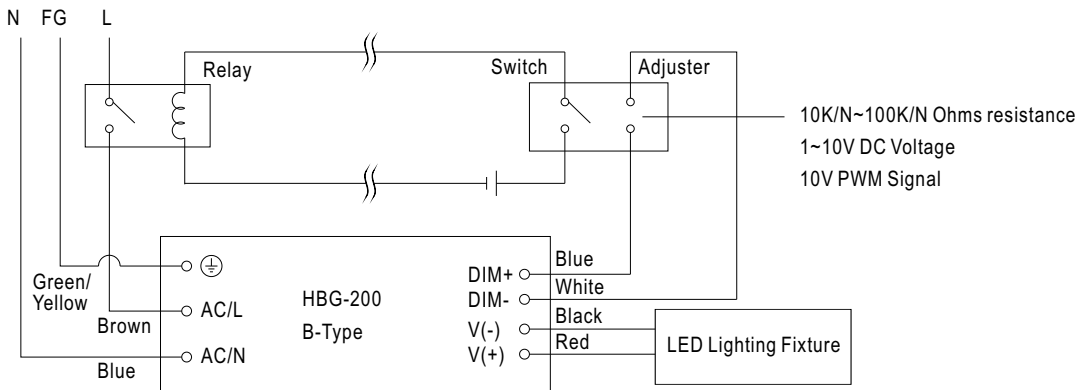 N FG L
Relay
Switch
Adjuster
10K/N~100K/N Ohms resistance
1~10V DC Voltage
10V PWM Signal
Green/
Yellow
Brown
Blue
AC/L
AC/N
HBG-200
B-Type
DIM+
DIM-
V(-)
V(+)
Blue
White
Black
Red
LED Lighting Fixture